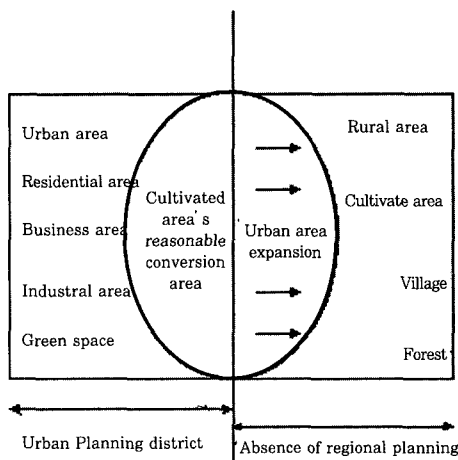 Urban area
Residential area
Business area
Industral area
Green space
Cultivated
area's
reasonable
conversion
area
Urban area
expansion
Rural area
Cultivate area
Village
Forest
Urban Planning district
Absence of regional planning